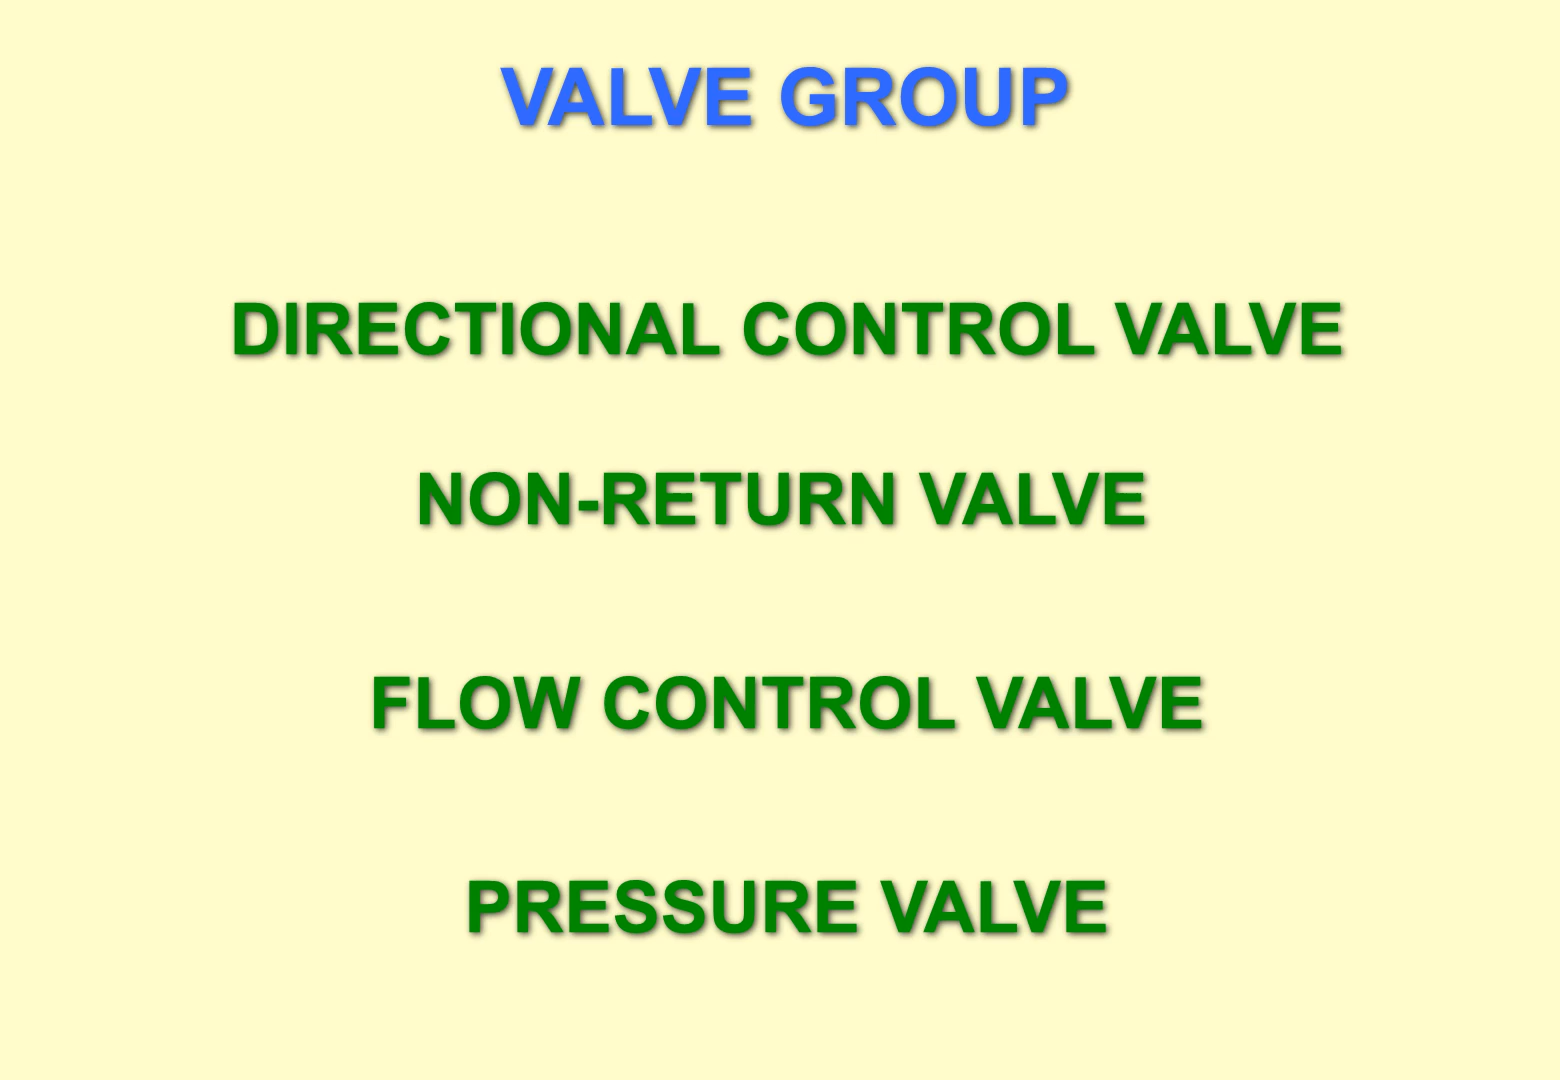 VALVE GROUP
DIRECTIONAL CONTROL VALVE
NON-RETURN VALVE
FLOW CONTROL VALVE
PRESSURE VALVE